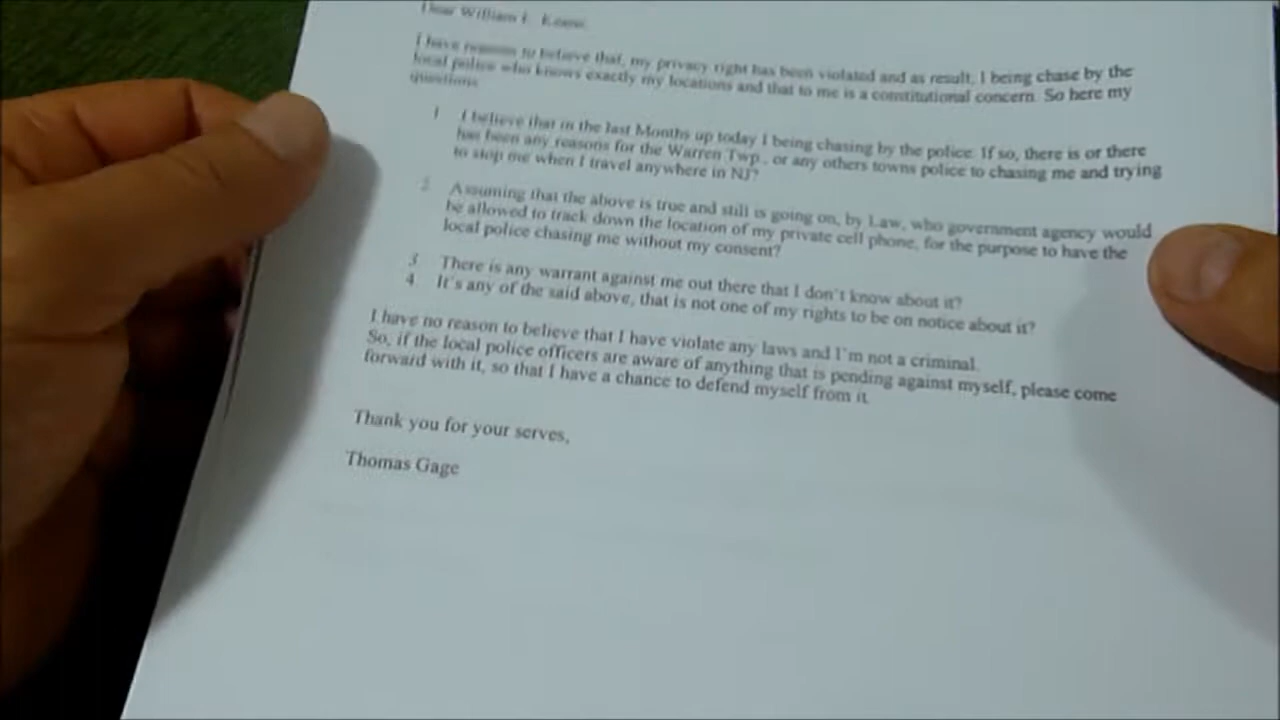 Dear William E. Keane.
I have reasons to believe that, my privacy right has been violated and as result, I being chase by the
local police who knows exactly my locations and that to me is a constitutional concern. So here my
questions
1. I believe that in the last Months up today I being chasing by the police. If so, there is or there
has been any reasons for the Warren Twp., or any others towns police to chasing me and trying
to stop me when I travel anywhere in NJ?
2. Assuming that the above is true and still is going on, by Law, who government agency would
be allowed to track down the location of my private cell phone, for the purpose to have the
local police chasing me without my consent?
3. There is any warrant against me out there that I don't know about it?
4. It's any of the said above, that is not one of my rights to be on notice about it?
I have no reason to believe that I have violate any laws and I'm not a criminal.
So, if the local police officers are aware of anything that is pending against myself, please come
forward with it, so that I have a chance to defend myself from it.
Thank you for your serves,
Thomas Gage